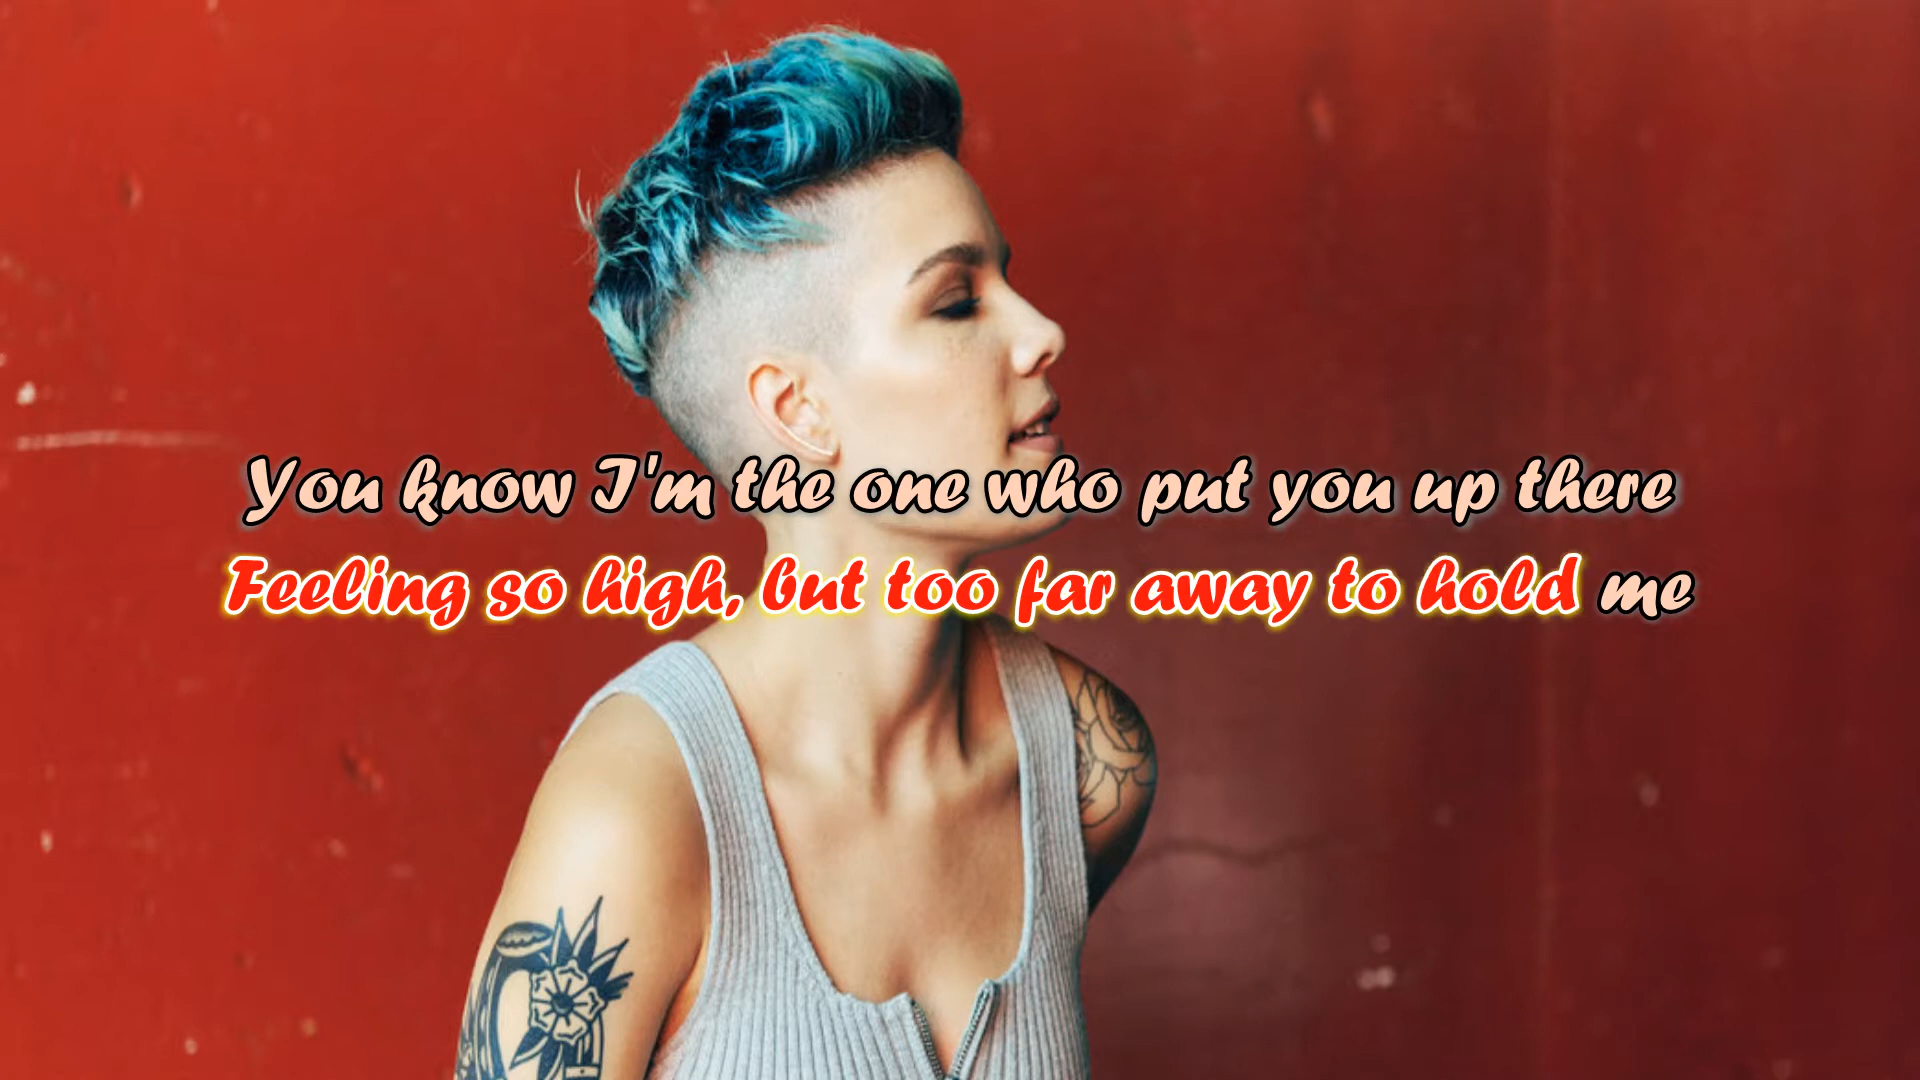 You know I'm the one who put you up there
Feeling so high, but too far away to hold me